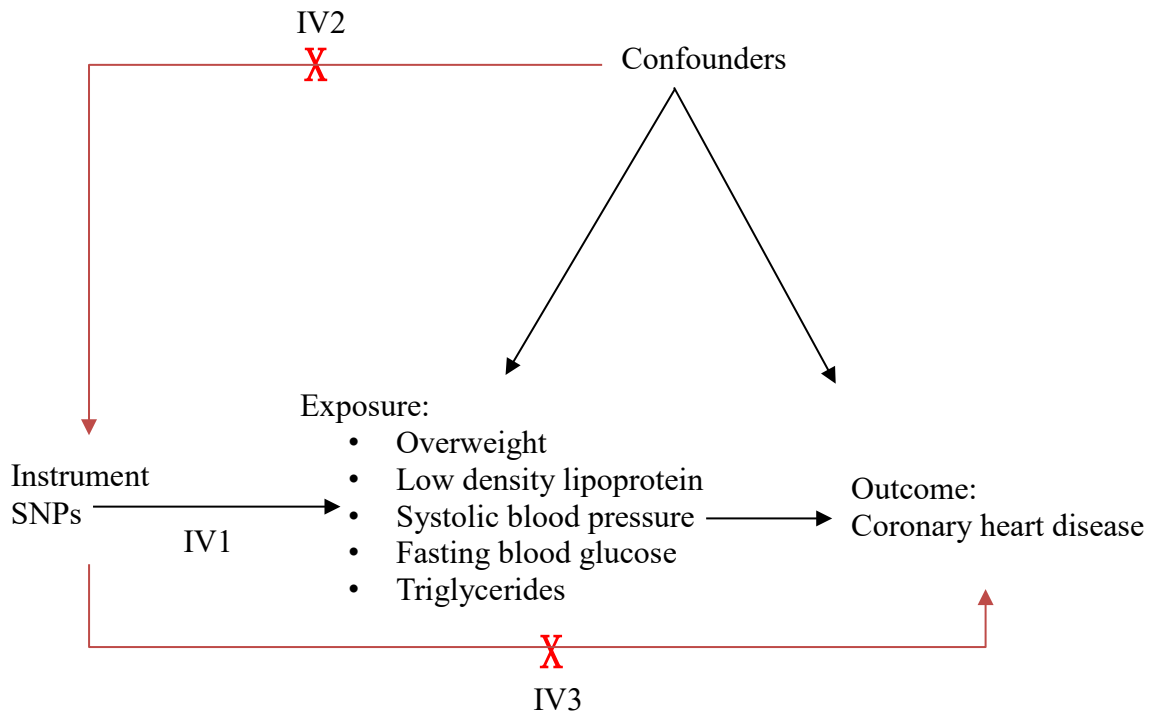 IV2
Confounders
Exposure:
• Overweight
• Low density lipoprotein
• Systolic blood pressure
• Fasting blood glucose
• Triglycerides
Instrument
SNPs
IV1
Outcome:
Coronary heart disease
X
X
IV3